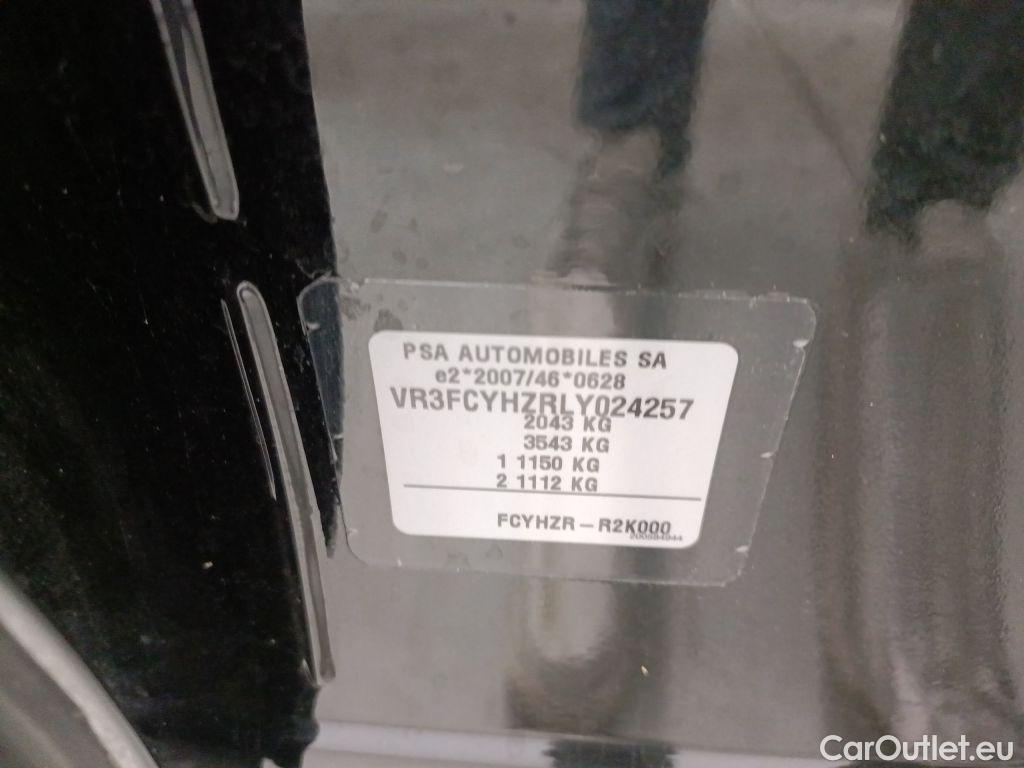 PSA AUTOMOBILES SA
e2*2007/46*0628
VR3FCYHZRLY024257
2043 KG
3543 KG
1 1150 KG
2 1112 KG
FCYHZR - R2K000
200594944
CarOutlet.eu